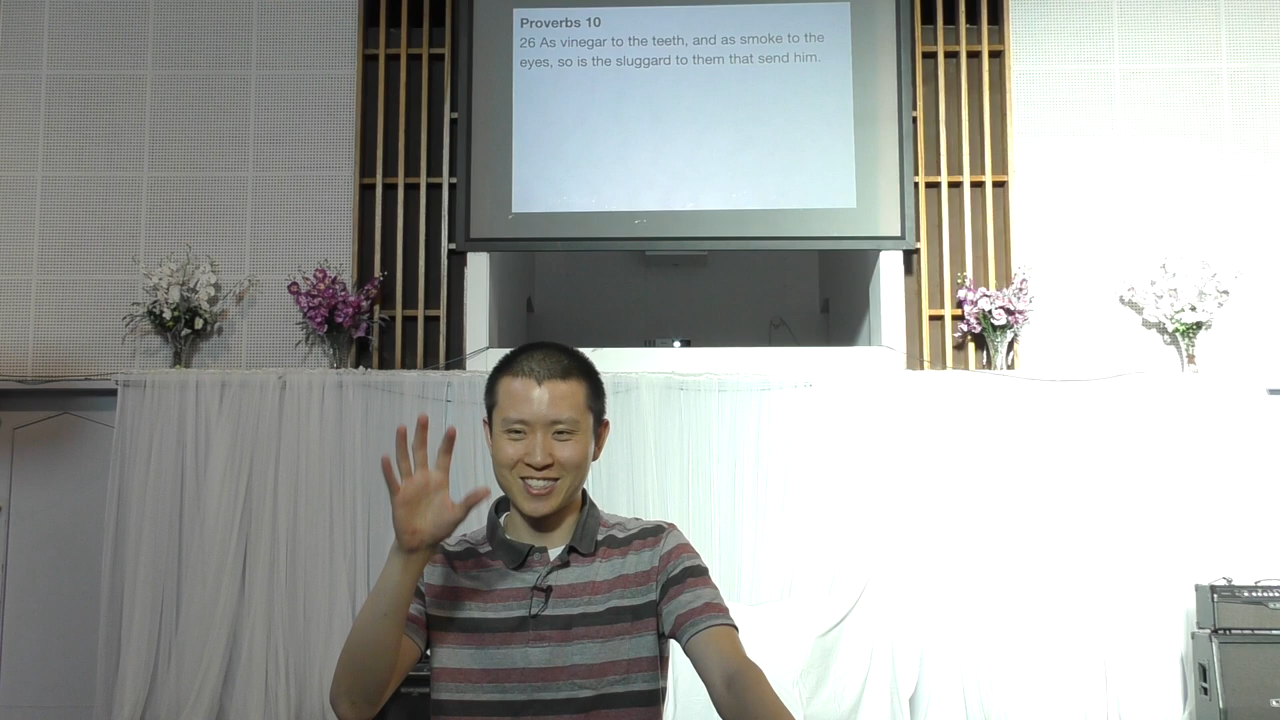 Proverbs 10
26 As vinegar to the teeth, and as smoke to the
eyes, so is the sluggard to them that send him.